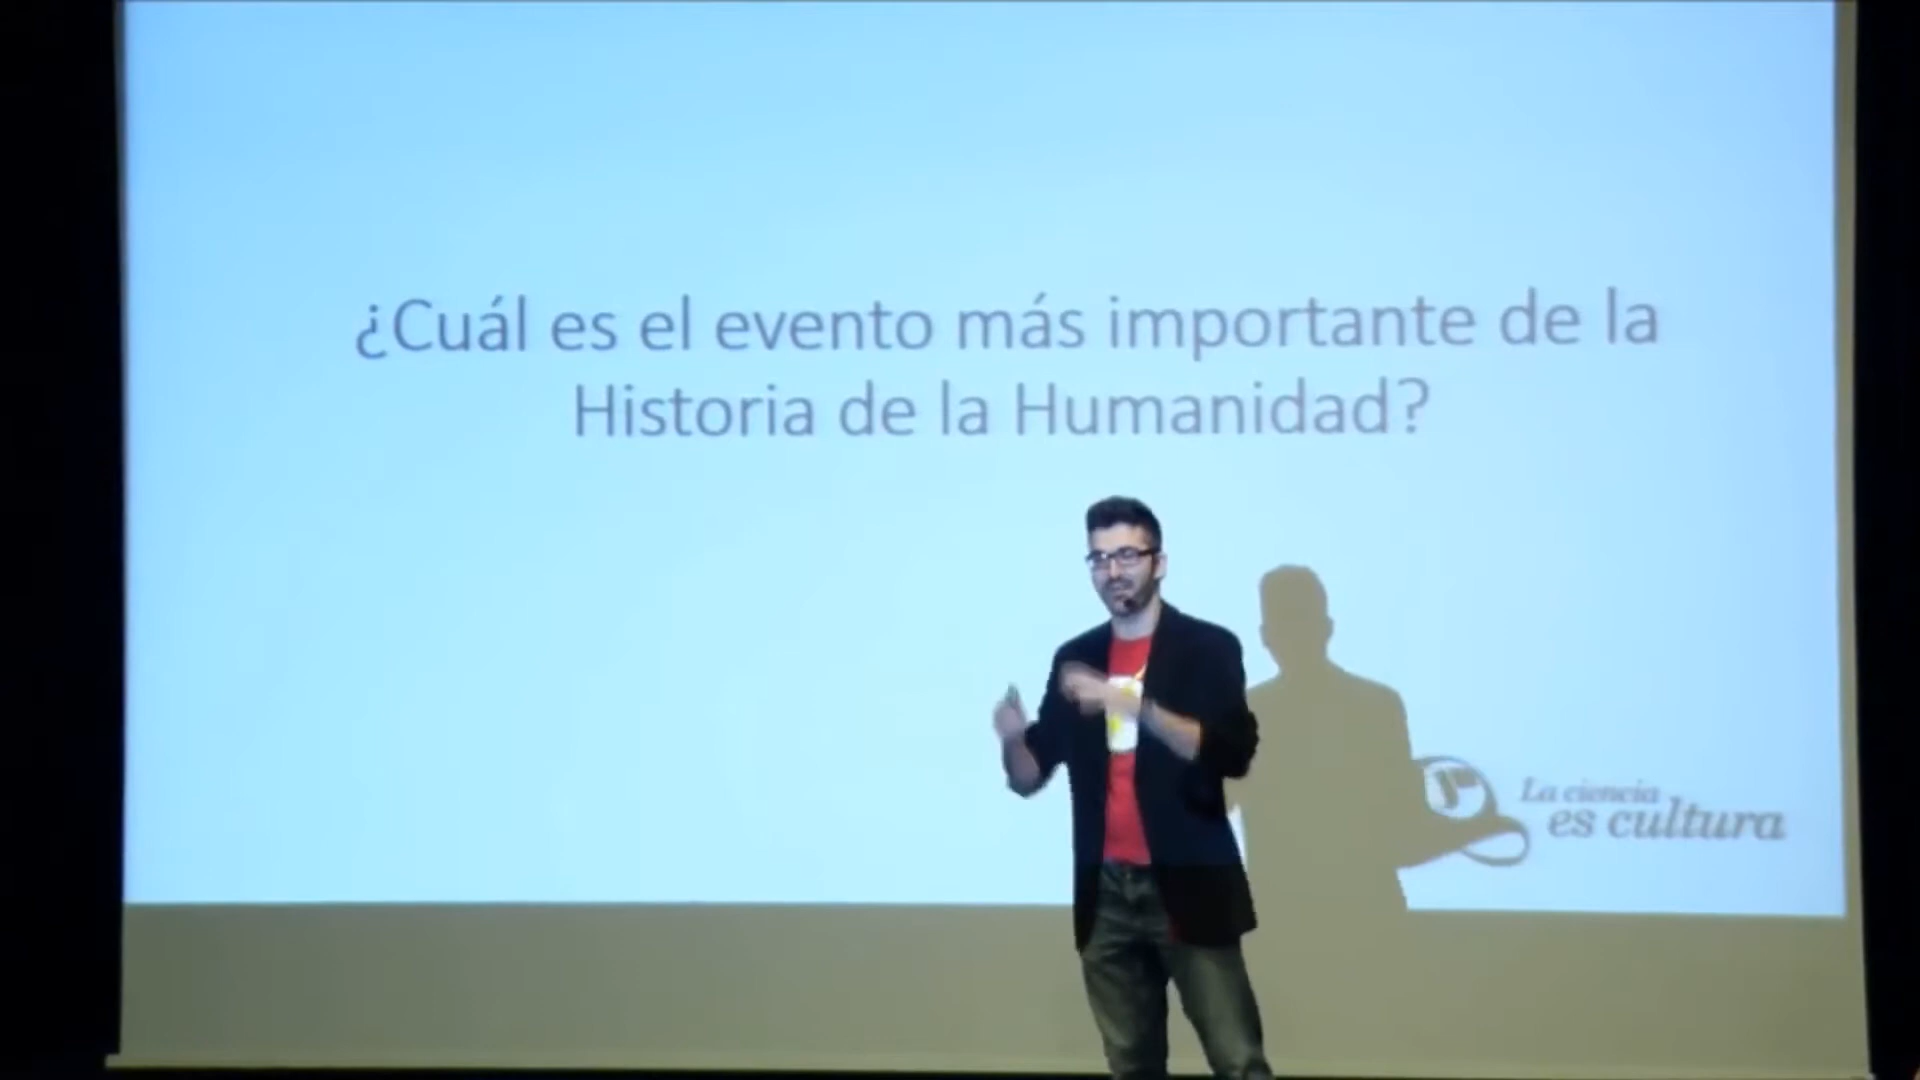 ¿Cuál es el evento más importante de la
Historia de la Humanidad?
La ciencia
es cultura